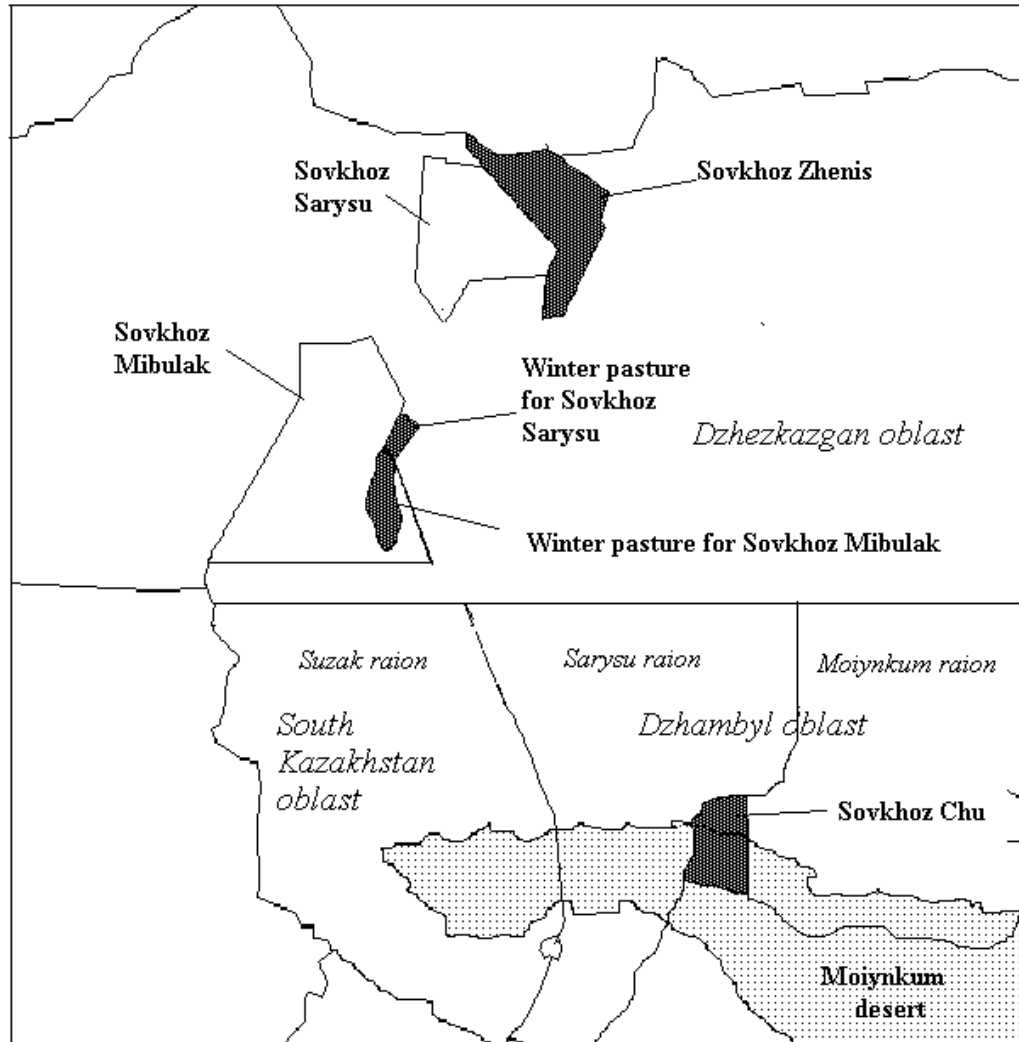 Sovkhoz
Sarysu
Sovkhoz Zhenis
Sovkhoz
Mibulak
Winter pasture
for Sovkhoz
Sarysu
Dzhezkazgan oblast
Winter pasture for Sovkhoz Mibulak
Suzak raion
Sarysu raion
Moiynkum raion
South
Kazakhstan
oblast
Dzhambyl oblast
Sovkhoz Chu
Moiynkum
desert